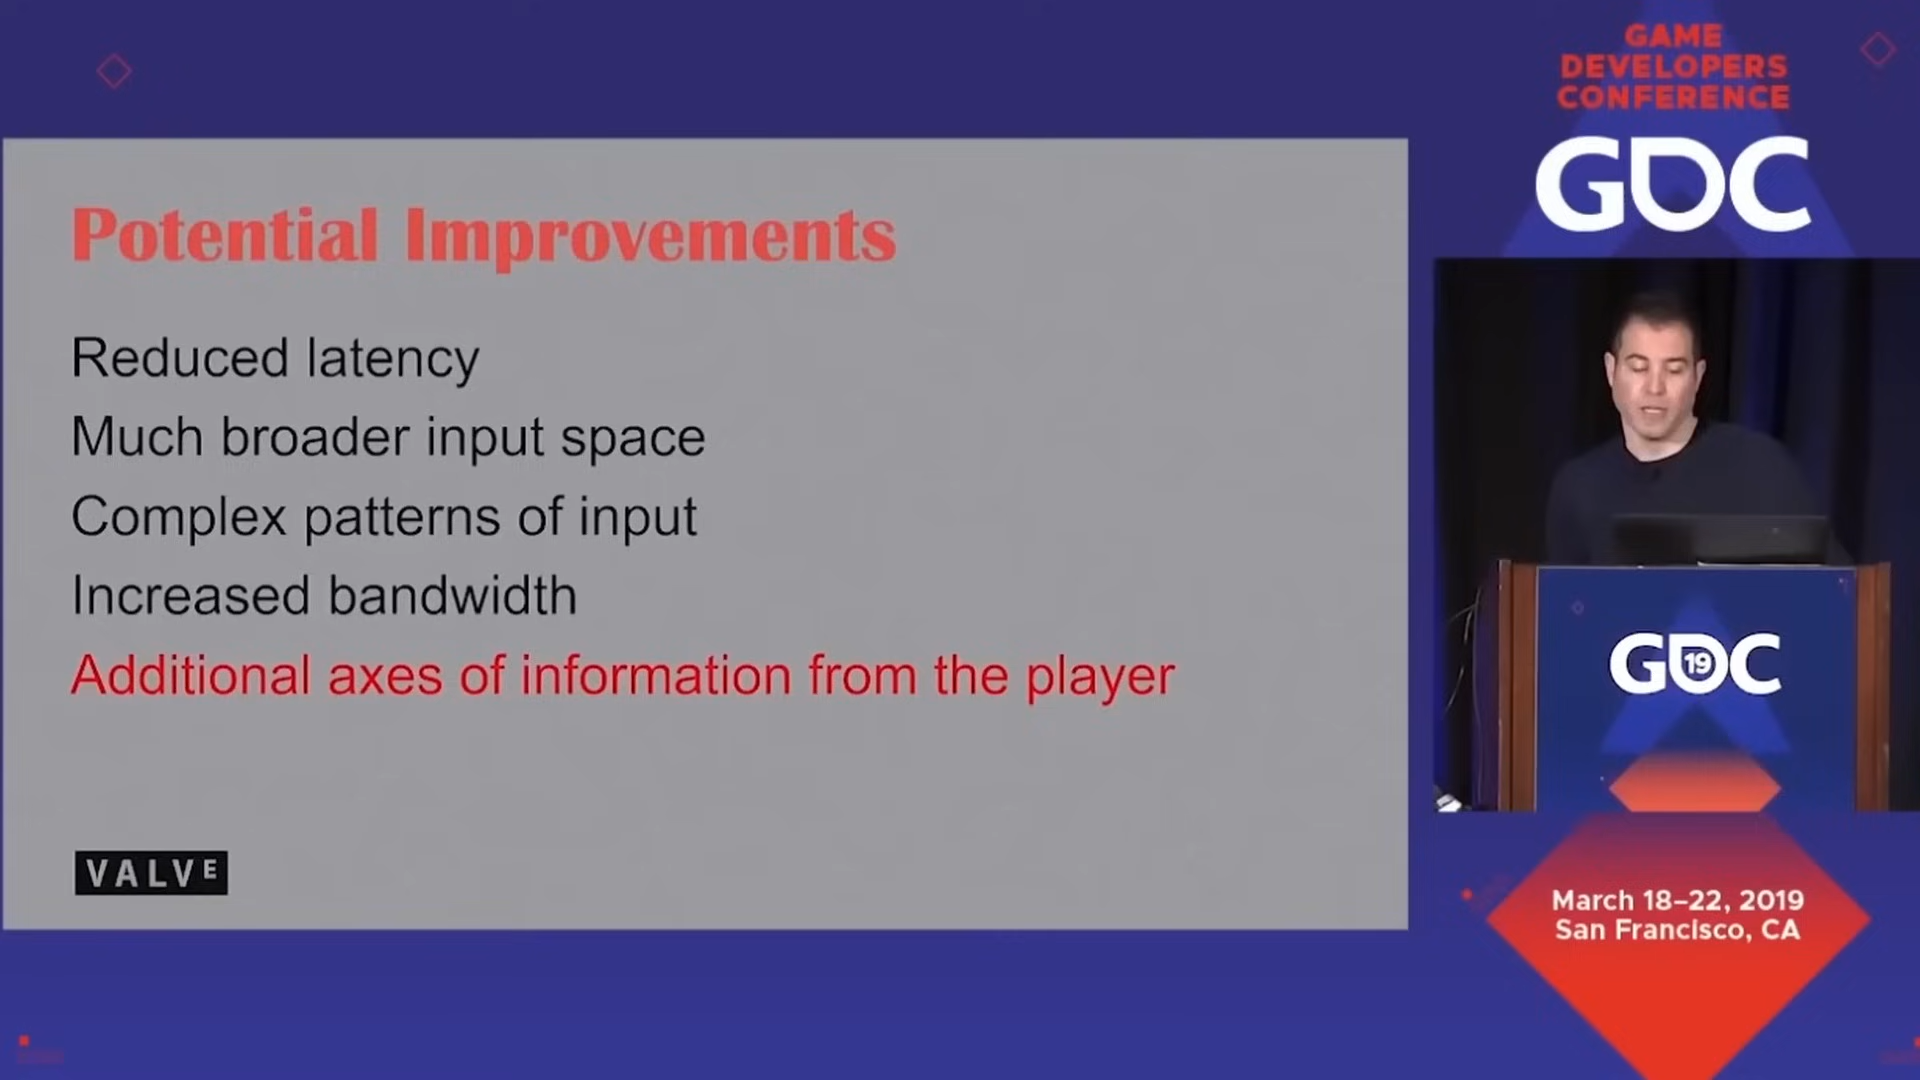 GAME
DEVELOPERS
CONFERENCE
GDC
Potential Improvements
Reduced latency
Much broader input space
Complex patterns of input
Increased bandwidth
Additional axes of information from the player
VALVE
GDC
19
March 18–22, 2019
San Francisco, CA